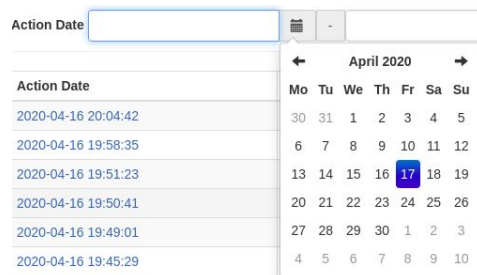 Action Date
-
April 2020
Action Date
Mo Tu We Th Fr Sa Su
2020-04-16 20:04:42
30 31 1 2 3 4 5
2020-04-16 19:58:35
6 7 8 9 10 11 12
2020-04-16 19:51:23
13 14 15 16 17 18 19
2020-04-16 19:50:41
20 21 22 23 24 25 26
2020-04-16 19:49:01
27 28 29 30 1 2 3
2020-04-16 19:45:29
4 5 6 7 8 9 10